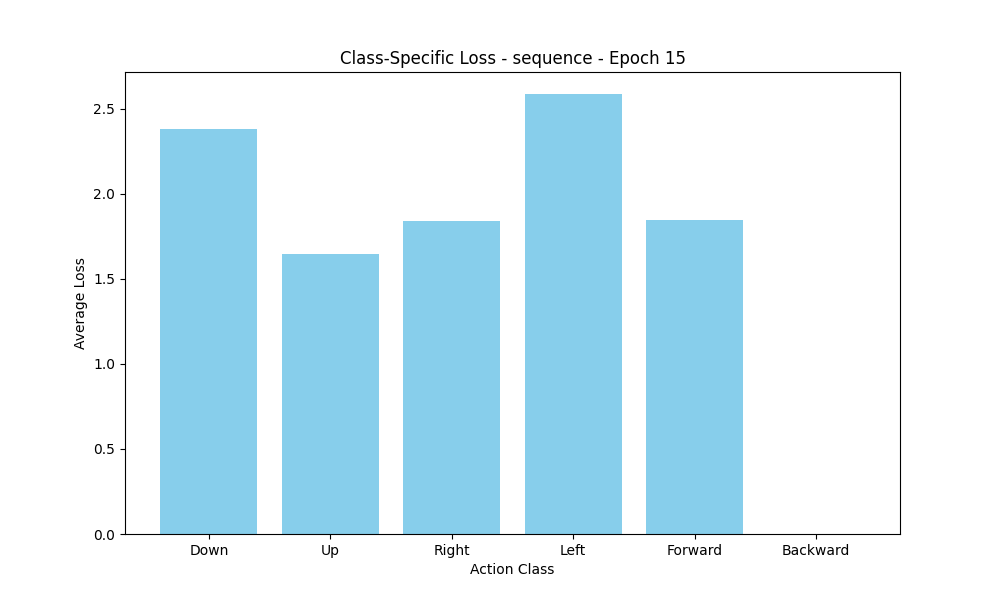 Class-Specific Loss - sequence - Epoch 15
Average Loss
2.5
2.0
1.5
1.0
0.5
0.0
Down Up Right Left Forward Backward
Action Class